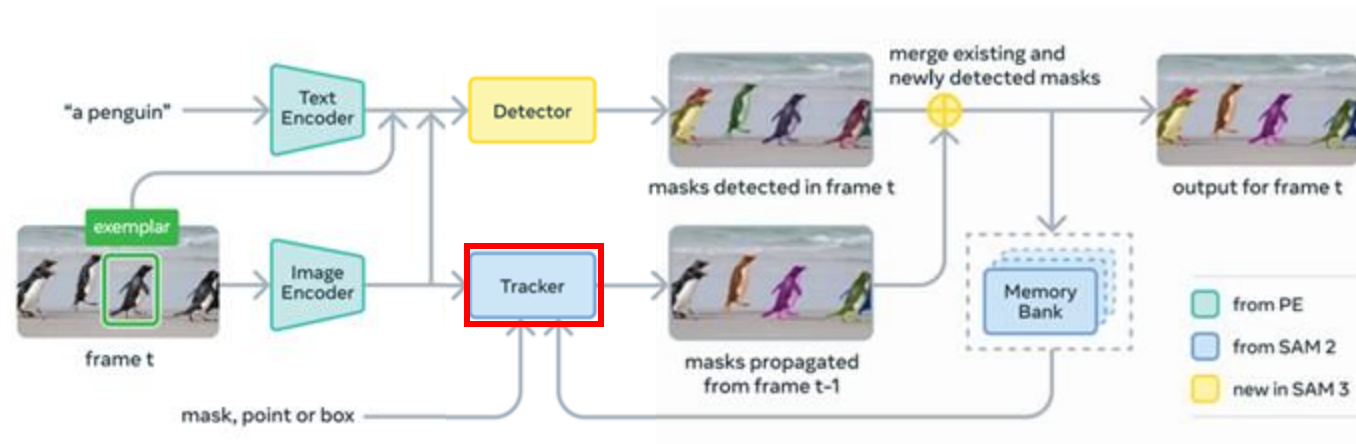 "a penguin"
Text
Encoder
Detector
merge existing and
newly detected masks
masks detected in frame t
output for frame t
exemplar
Image
Encoder
Tracker
Memory
Bank
frame t
masks propagated
from frame t-1
mask, point or box
from PE
from SAM 2
new in SAM 3